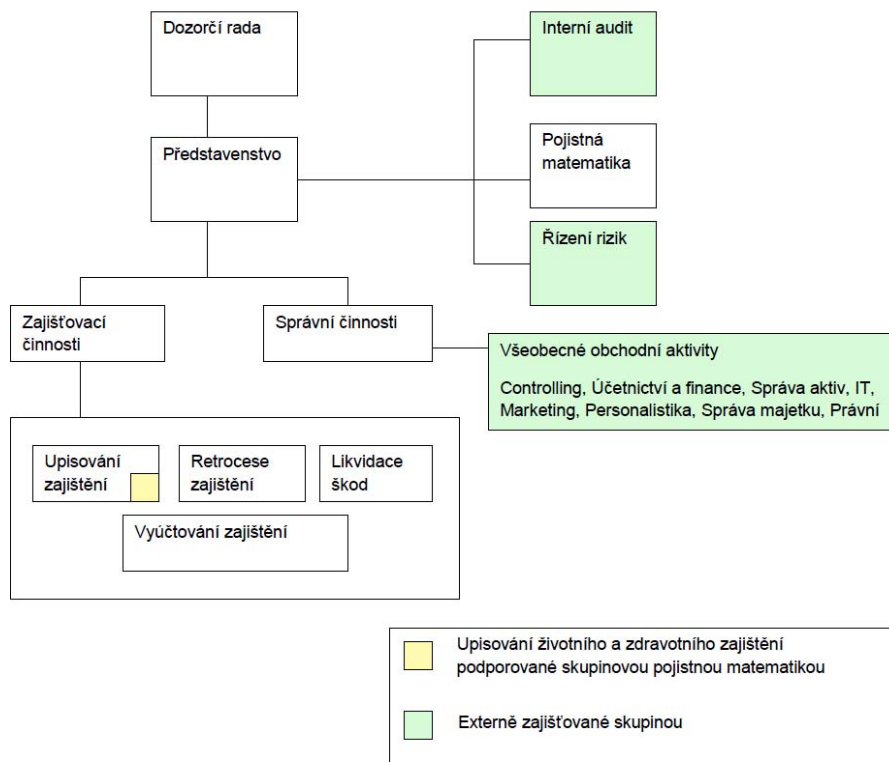 Dozorčí rada
Interní audit
Představenstvo
Pojistná
matematika
Řízení rizik
Zajišťovací
činnosti
Správní činnosti
Všeobecné obchodní aktivity
Controlling, Účetnictví a finance, Správa aktiv, IT,
Marketing, Personalistika, Správa majetku, Právní
Upisování
zajištění
Retrocese
zajištění
Likvidace
škod
Vyúčtování zajištění
Upisování životního a zdravotního zajištění
podporované skupinovou pojistnou matematikou
Externě zajišťované skupinou